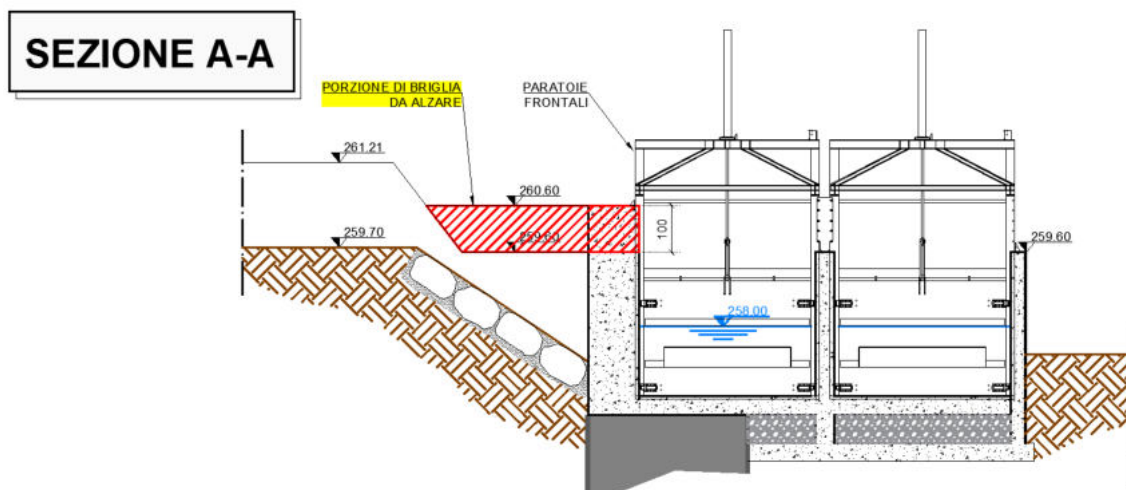 SEZIONE A-A
PORZIONE DI BRIGLIA
DA ALZARE
PARATOIE
FRONTALI
261.21
260.60
259.70
259.60
100
259.60
258.00